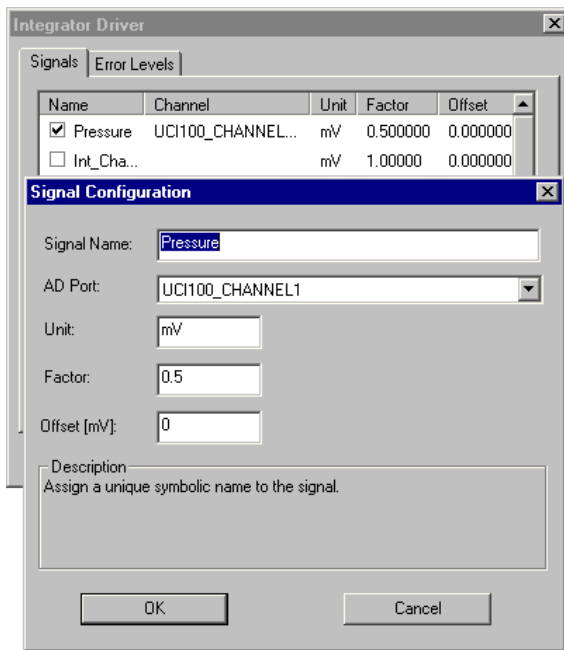 Integrator Driver
Signals Error Levels
Name Channel Unit Factor Offset
Pressure UCI100_CHANNEL... mV 0.500000 0.000000
Int_Cha... mV 1.00000 0.000000
Signal Configuration
Signal Name: Pressure
AD Port: UCI100_CHANNEL1
Unit: mV
Factor: 0.5
Offset [mV]: 0
Description
Assign a unique symbolic name to the signal.
OK Cancel